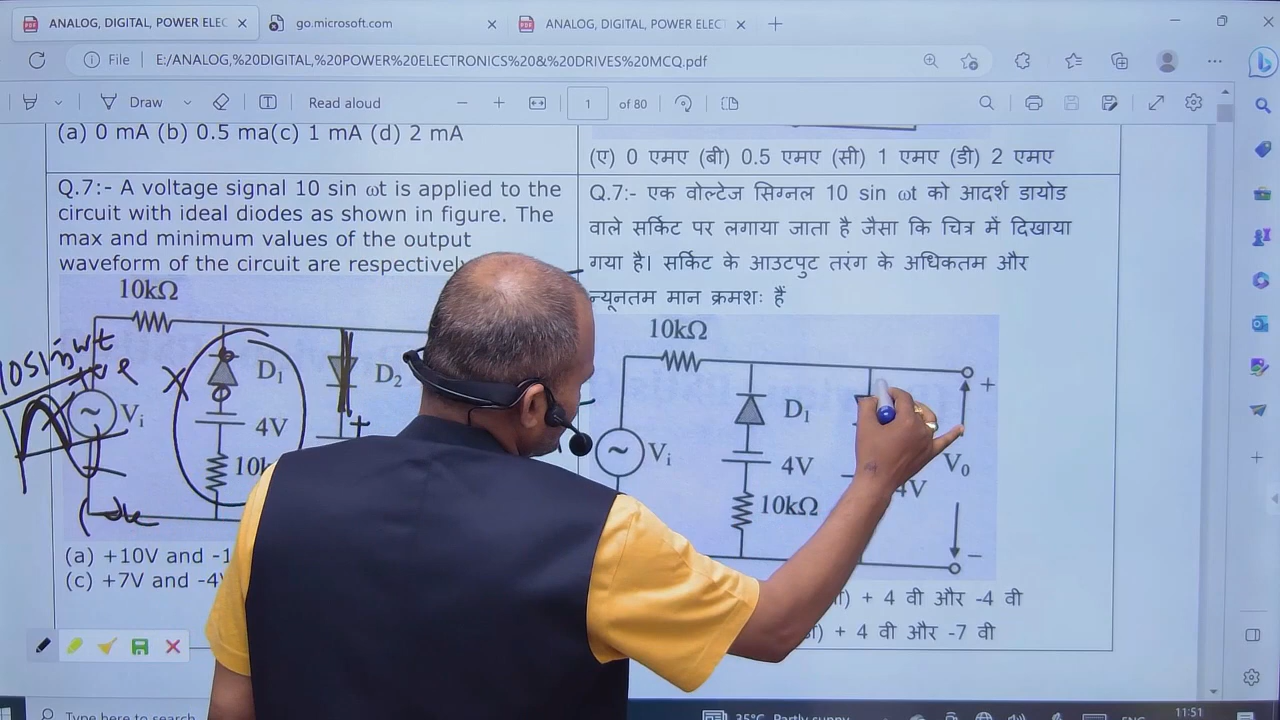 ANALOG, DIGITAL, POWER ELEC
go.microsoft.com
ANALOG, DIGITAL, POWER ELECT
File
E:/ANALOG,%20DIGITAL,%20POWER%20ELECTRONICS%20&%20DRIVES%20MCQ.pdf
Draw
Read aloud
1
of 80
(a) 0 mA (b) 0.5 ma(c) 1 mA (d) 2 mA
Q.7:- A voltage signal 10 sin ωt is applied to the
circuit with ideal diodes as shown in figure. The
max and minimum values of the output
waveform of the circuit are respectively
10kΩ
10sinωt
D₁
D₂
Vi
+
4V
(a) +10V and -1
(c) +7V and -4
(ए) 0 एमए (बी) 0.5 एमए (सी) 1 एमए (डी) 2 एमए
Q.7:- एक वोल्टेज सिग्नल 10 sin ωt को आदर्श डायोड
वाले सर्किट पर लगाया जाता है जैसा कि चित्र में दिखाया
गया है। सर्किट के आउटपुट तरंग के अधिकतम और
न्यूनतम मान क्रमशः हैं
10kΩ
+
D₁
Vi
4V
V₀
10kΩ
4V
−
+ 4 वी और -4 वी
+ 4 वी और -7 वी
Type here to search
35°C Partly sunny
ENG
11:51